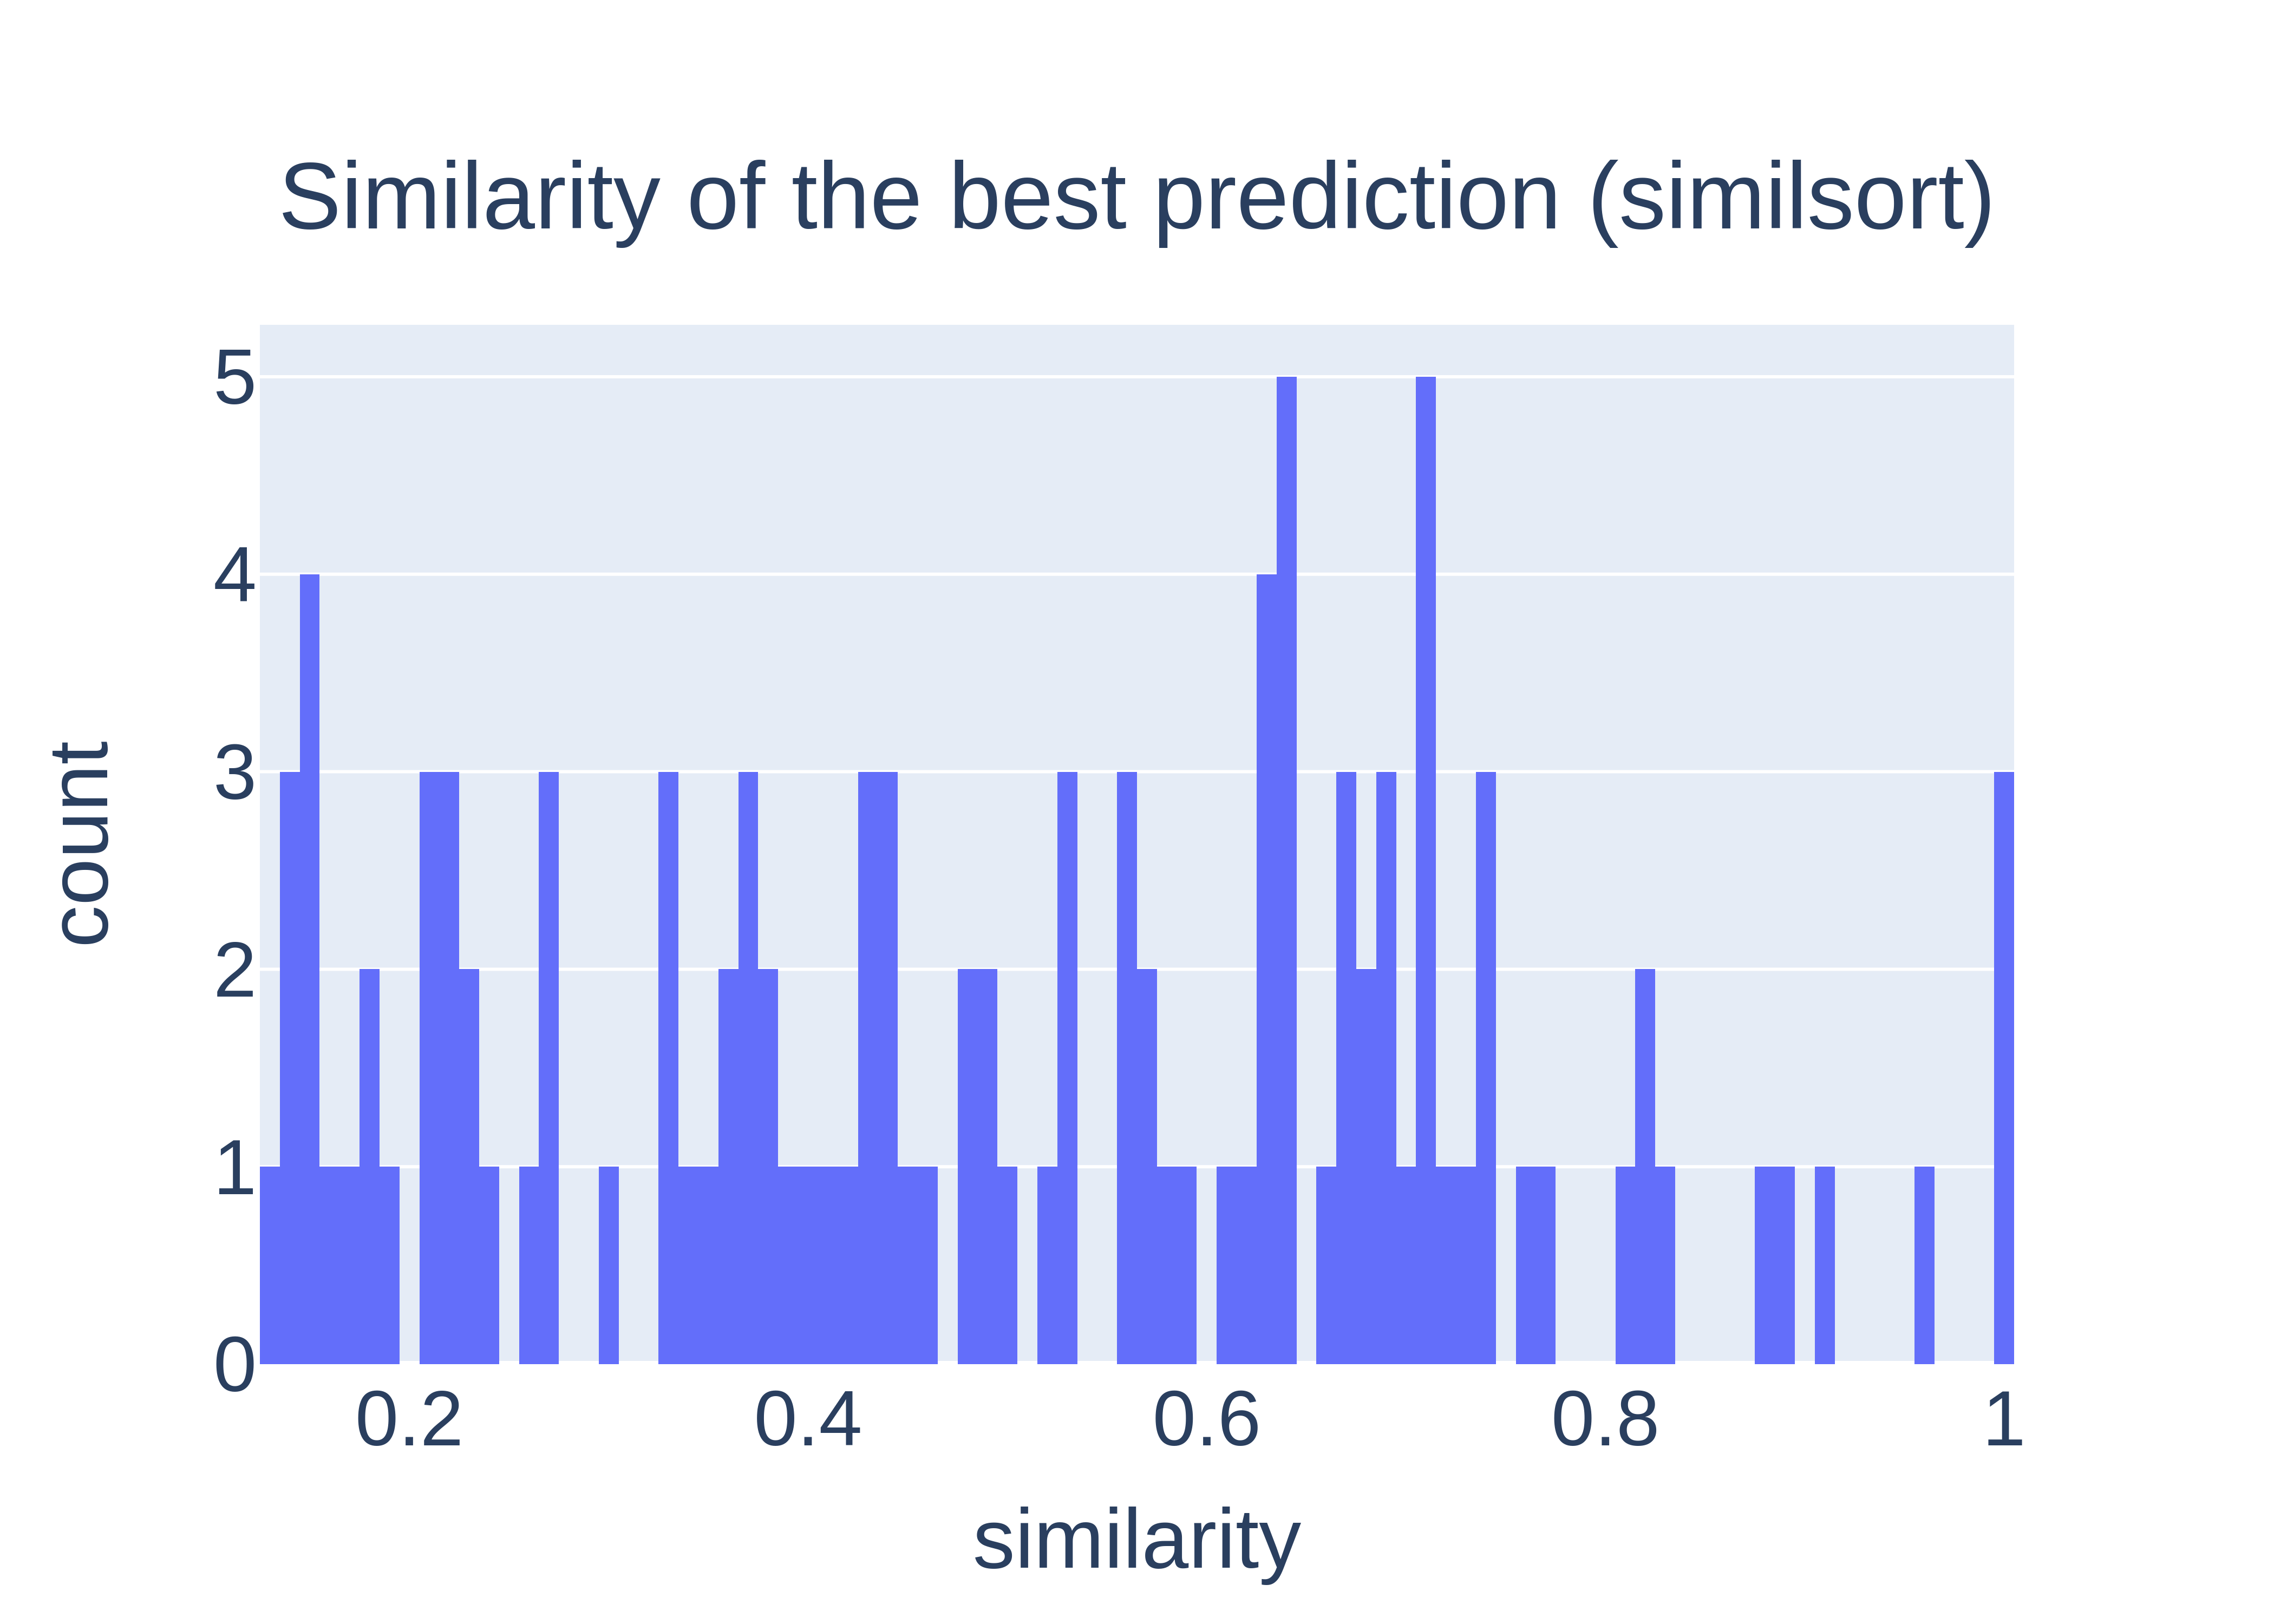 Similarity of the best prediction (similsort)
5
4
3
2
1
0
count
0.2 0.4 0.6 0.8 1
similarity